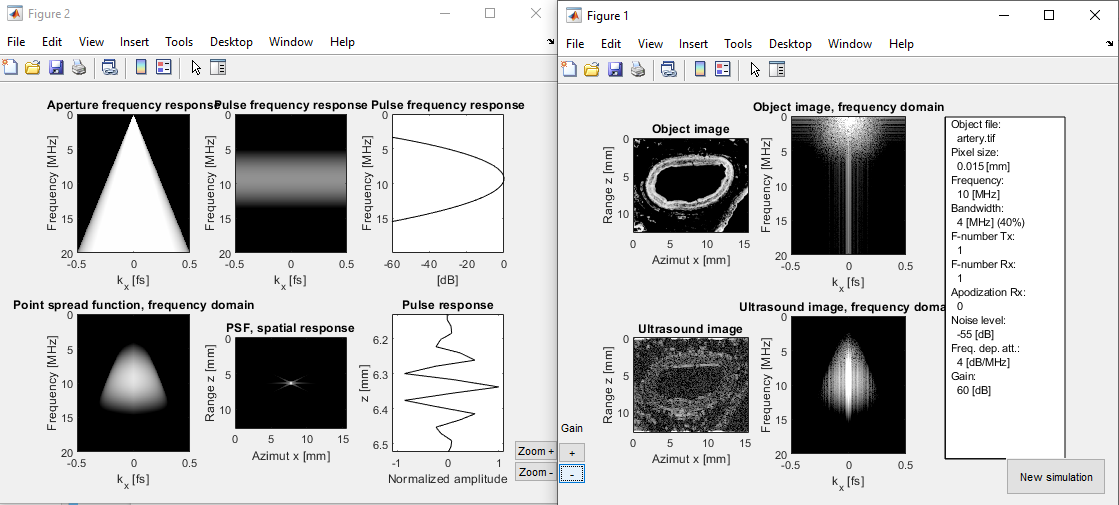 Figure 2
File Edit View Insert Tools Desktop Window Help
Aperture frequency response
Pulse frequency response
Pulse frequency response
Frequency [MHz]
0
5
10
15
20
-0.5 0 0.5
kx [fs]
Frequency [MHz]
0
5
10
15
20
-0.5 0 0.5
kx [fs]
Frequency [MHz]
0
5
10
15
20
-60 -40 -20 0
[dB]
Point spread function, frequency domain
Frequency [MHz]
0
5
10
15
20
-0.5 0 0.5
kx [fs]
PSF, spatial response
Range z [mm]
0
5
10
0 5 10 15
Azimut x [mm]
Pulse response
z [mm]
6.2
6.3
6.4
6.5
-1 0 1
Normalized amplitude
Zoom +
Zoom -
Figure 1
File Edit View Insert Tools Desktop Window Help
Object image
Range z [mm]
0
5
10
0 5 10 15
Azimut x [mm]
Object image, frequency domain
Frequency [MHz]
0
5
10
15
20
-0.5 0 0.5
kx [fs]
Ultrasound image
Range z [mm]
0
5
10
0 5 10 15
Azimut x [mm]
Ultrasound image, frequency doma
Frequency [MHz]
0
5
10
15
20
-0.5 0 0.5
kx [fs]
Object file:
artery.tif
Pixel size:
0.015 [mm]
Frequency:
10 [MHz]
Bandwidth:
4 [MHz] (40%)
F-number Tx:
1
F-number Rx:
1
Apodization Rx:
0
Noise level:
-55 [dB]
Freq. dep. att.:
4 [dB/MHz]
Gain:
60 [dB]
Gain
+
-
New simulation